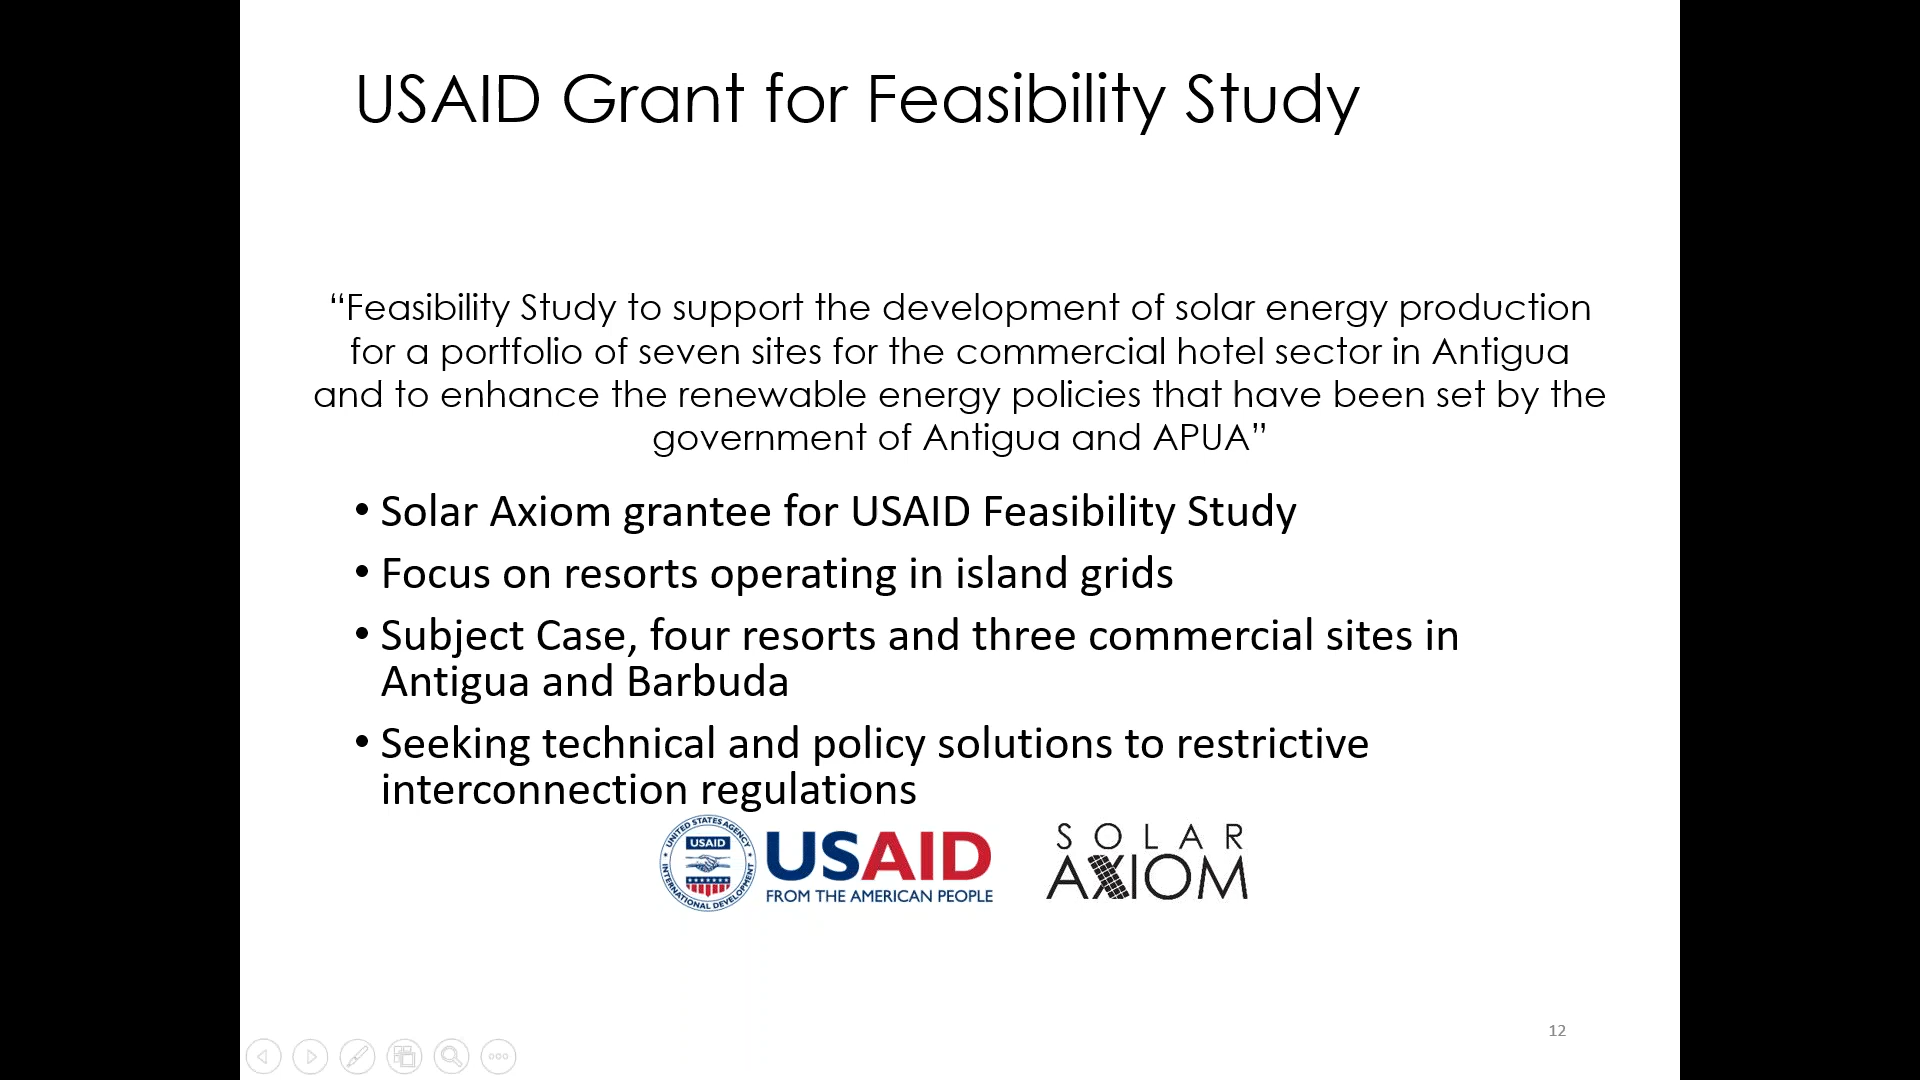 USAID Grant for Feasibility Study
“Feasibility Study to support the development of solar energy production
for a portfolio of seven sites for the commercial hotel sector in Antigua
and to enhance the renewable energy policies that have been set by the
government of Antigua and APUA”
• Solar Axiom grantee for USAID Feasibility Study
• Focus on resorts operating in island grids
• Subject Case, four resorts and three commercial sites in
Antigua and Barbuda
• Seeking technical and policy solutions to restrictive
interconnection regulations
UNITED STATES AGENCY
USAID
INTERNATIONAL DEVELOPMENT
USAID
FROM THE AMERICAN PEOPLE
SOLAR
AXIOM
12